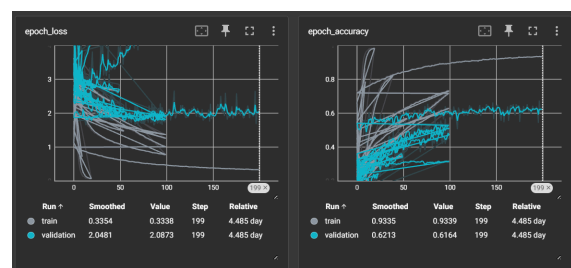 epoch_loss
3
2
1
0 50 100 150
199 ×
Run ↑ Smoothed Value Step Relative
train 0.3354 0.3338 199 4.485 day
validation 2.0481 2.0873 199 4.485 day
epoch_accuracy
0.8
0.6
0.4
0 50 100 150
199 ×
Run ↑ Smoothed Value Step Relative
train 0.9335 0.9339 199 4.485 day
validation 0.6213 0.6164 199 4.485 day